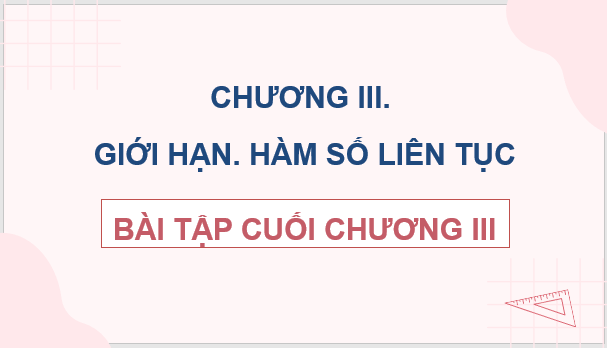 CHƯƠNG III.
GIỚI HẠN. HÀM SỐ LIÊN TỤC
BÀI TẬP CUỐI CHƯƠNG III